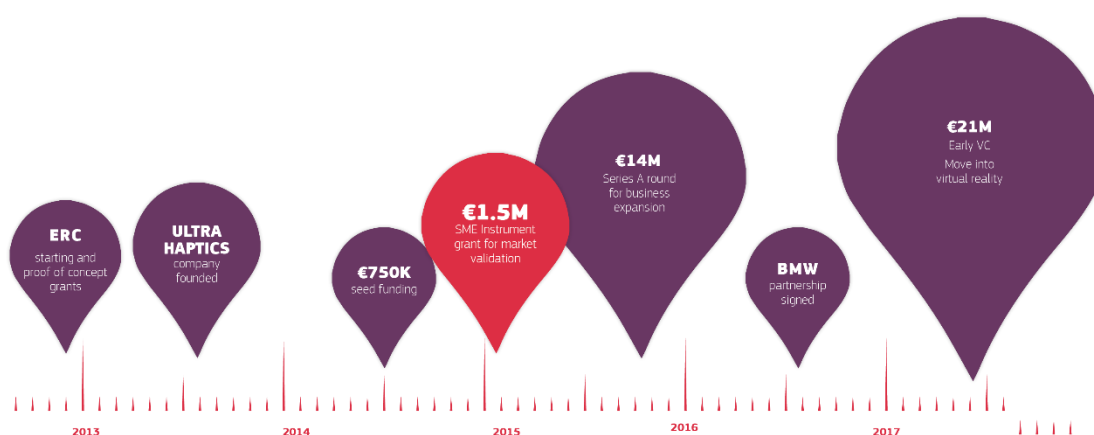 ERC
starting and
proof of concept
grants
ULTRA
HAPTICS
company
founded
€750K
seed funding
€1.5M
SME Instrument
grant for market
validation
€14M
Series A round
for business
expansion
BMW
partnership
signed
€21M
Early VC
Move into
virtual reality
2013
2014
2015
2016
2017